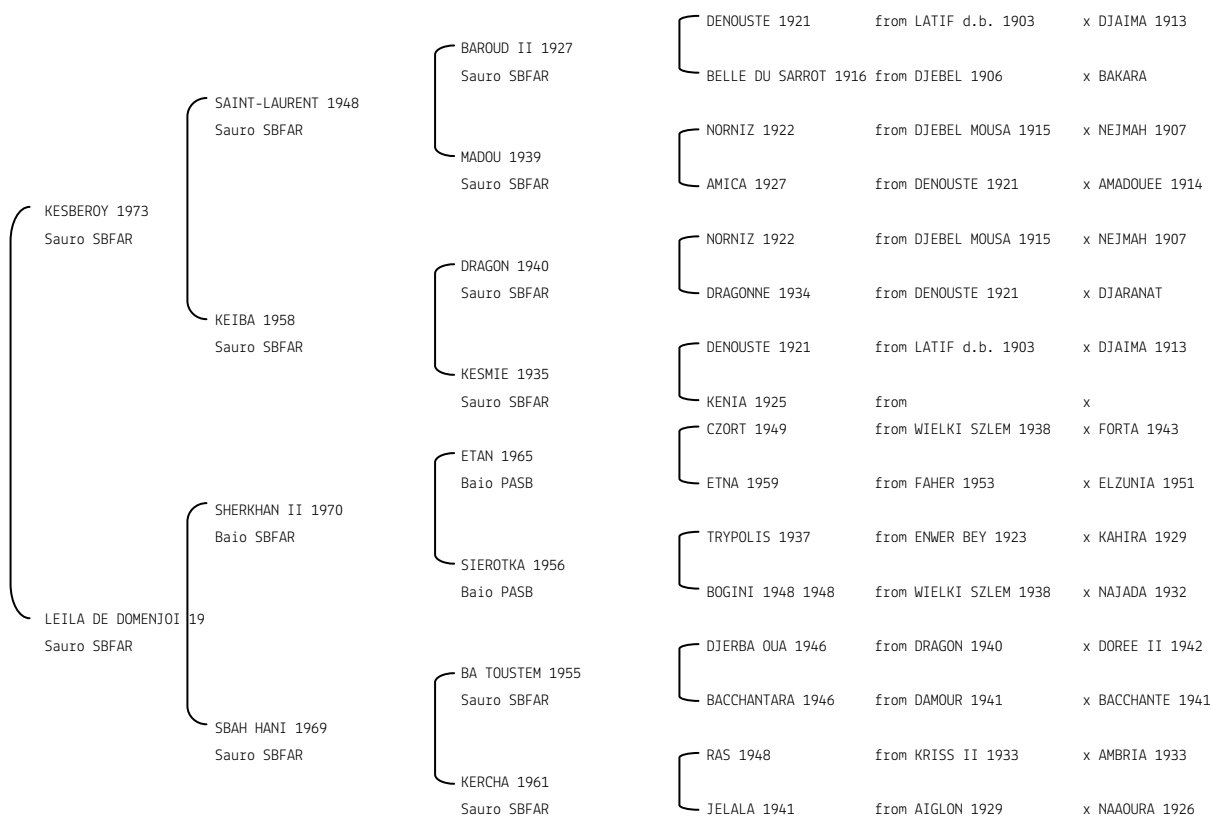 DENOUSTE 1921 from LATIF d.b. 1903 x DJAIMA 1913
BAROUD II 1927
Sauro SBFAR BELLE DU SARROT 1916 from DJEBEL 1906 x BAKARA
SAINT-LAURENT 1948
Sauro SBFAR NORNIZ 1922 from DJEBEL MOUSA 1915 x NEJMAH 1907
MADOU 1939
Sauro SBFAR AMICA 1927 from DENOUSTE 1921 x AMADOUEE 1914
KESBEROY 1973
Sauro SBFAR NORNIZ 1922 from DJEBEL MOUSA 1915 x NEJMAH 1907
DRAGON 1940
Sauro SBFAR DRAGONNE 1934 from DENOUSTE 1921 x DJARANAT
KEIBA 1958
Sauro SBFAR DENOUSTE 1921 from LATIF d.b. 1903 x DJAIMA 1913
KESMIE 1935
Sauro SBFAR KENIA 1925 from x
CZORT 1949 from WIELKI SZLEM 1938 x FORTA 1943
ETAN 1965
Baio PASB ETNA 1959 from FAHER 1953 x ELZUNIA 1951
SHERKHAN II 1970
Baio SBFAR TRYPOLIS 1937 from ENWER BEY 1923 x KAHIRA 1929
SIEROTKA 1956
Baio PASB BOGINI 1948 1948 from WIELKI SZLEM 1938 x NAJADA 1932
LEILA DE DOMENJOI 19
Sauro SBFAR DJERBA OUA 1946 from DRAGON 1940 x DOREE II 1942
BA TOUSTEM 1955
Sauro SBFAR BACCHANTARA 1946 from DAMOUR 1941 x BACCHANTE 1941
SBAH HANI 1969
Sauro SBFAR RAS 1948 from KRISS II 1933 x AMBRIA 1933
KERCHA 1961
Sauro SBFAR JELALA 1941 from AIGLON 1929 x NAAOURA 1926